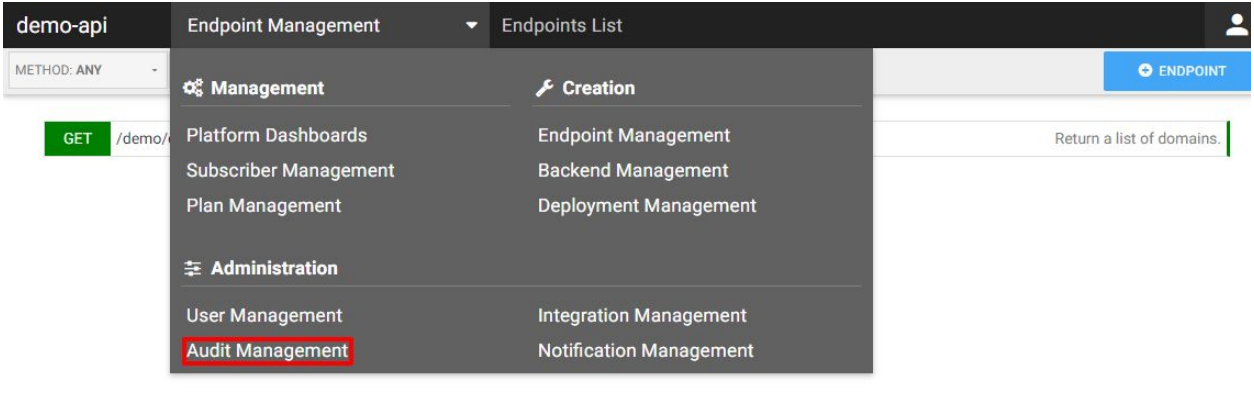 demo-api Endpoint Management Endpoints List
METHOD: ANY ENDPOINT
Management Creation
GET /demo/ Platform Dashboards Endpoint Management Return a list of domains.
Subscriber Management Backend Management
Plan Management Deployment Management
Administration
User Management Integration Management
Audit Management Notification Management